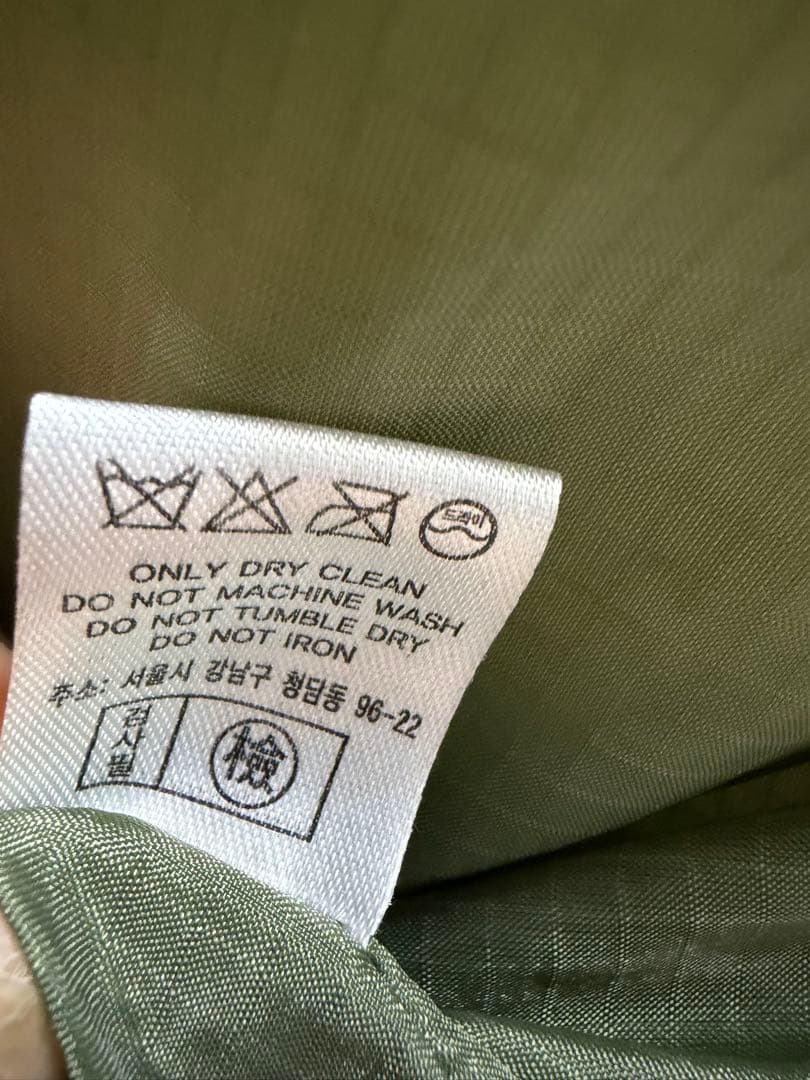 드라이
ONLY DRY CLEAN
DO NOT MACHINE WASH
DO NOT TUMBLE DRY
DO NOT IRON
주소: 서울시 강남구 청담동 96-22
검사필
檢